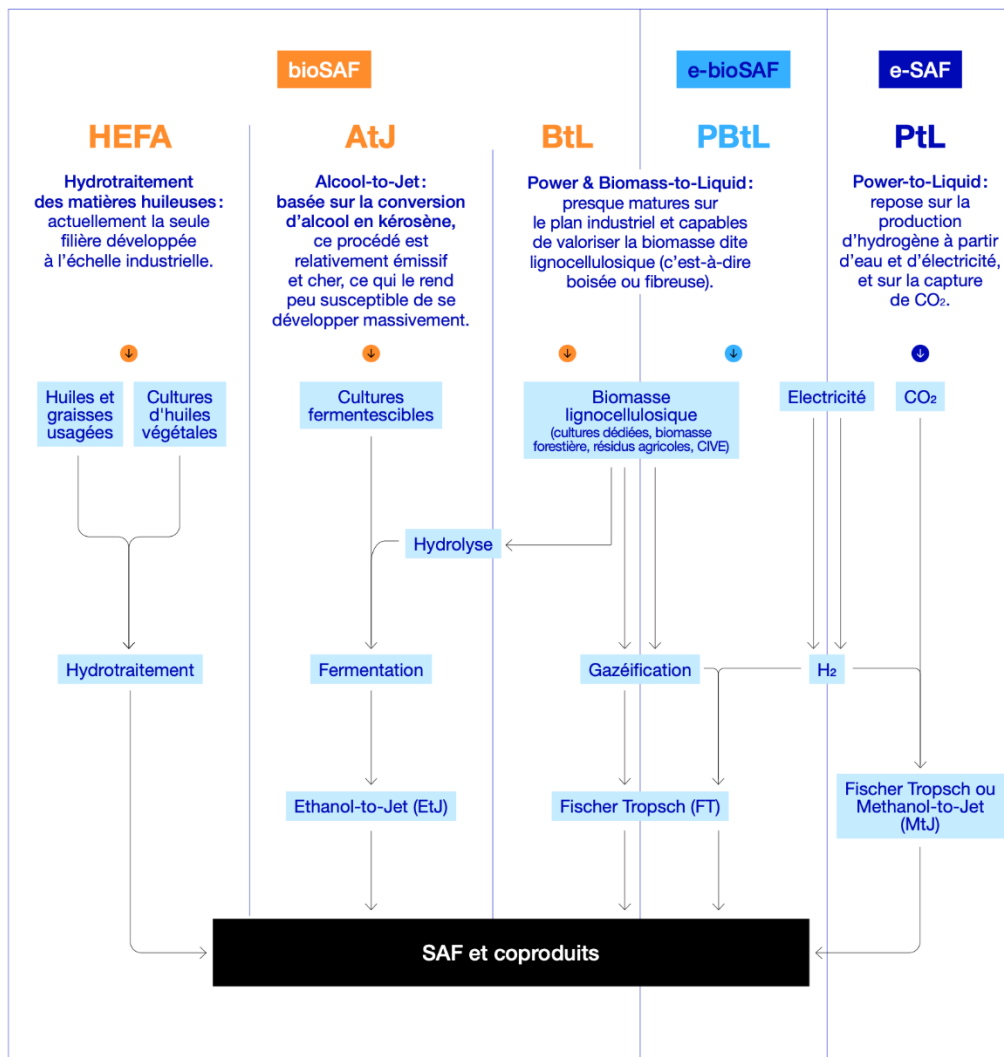 bioSAF
e-bioSAF
e-SAF
HEFA
AtJ
BtL
PBtL
PtL
Hydrotraitement
des matières huileuses :
actuellement la seule
filière développée
à l’échelle industrielle.
Alcool-to-Jet :
basée sur la conversion
d’alcool en kérosène,
ce procédé est
relativement émissif
et cher, ce qui le rend
peu susceptible de se
développer massivement.
Power & Biomass-to-Liquid :
presque matures sur
le plan industriel et capables
de valoriser la biomasse dite
lignocellulosique (c’est-à-dire
boisée ou fibreuse).
Power-to-Liquid :
repose sur la
production
d’hydrogène à partir
d’eau et d’électricité,
et sur la capture
de CO₂.
Huiles et
graisses
usagées
Cultures
d'huiles
végétales
Cultures
fermentescibles
Biomasse
lignocellulosique
(cultures dédiées, biomasse
forestière, résidus agricoles, CIVE)
Electricité
CO₂
Hydrolyse
Hydrotraitement
Fermentation
Gazéification
H₂
Ethanol-to-Jet (EtJ)
Fischer Tropsch (FT)
Fischer Tropsch ou
Methanol-to-Jet
(MtJ)
SAF et coproduits